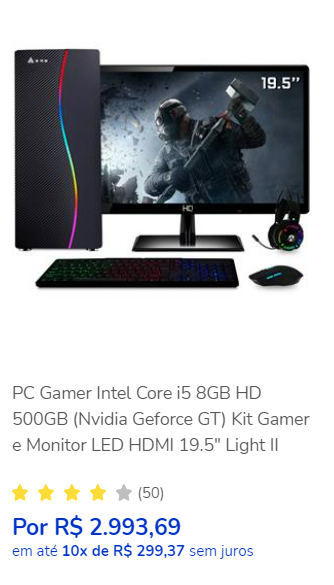 19.5”
HQ
PC Gamer Intel Core i5 8GB HD
500GB (Nvidia Geforce GT) Kit Gamer
e Monitor LED HDMI 19.5" Light II
(50)
Por R$ 2.993,69
em até 10x de R$ 299,37 sem juros